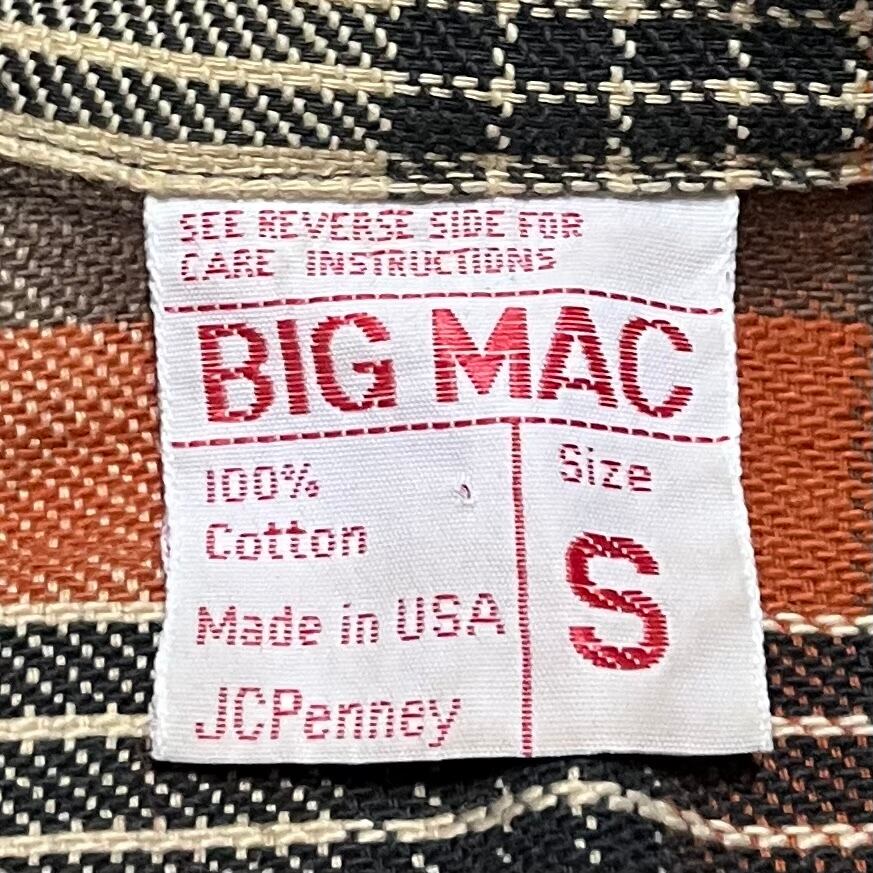 SEE REVERSE SIDE FOR
CARE INSTRUCTIONS
BIG MAC
100%
Cotton
Made in USA
JCPenney
Size
S